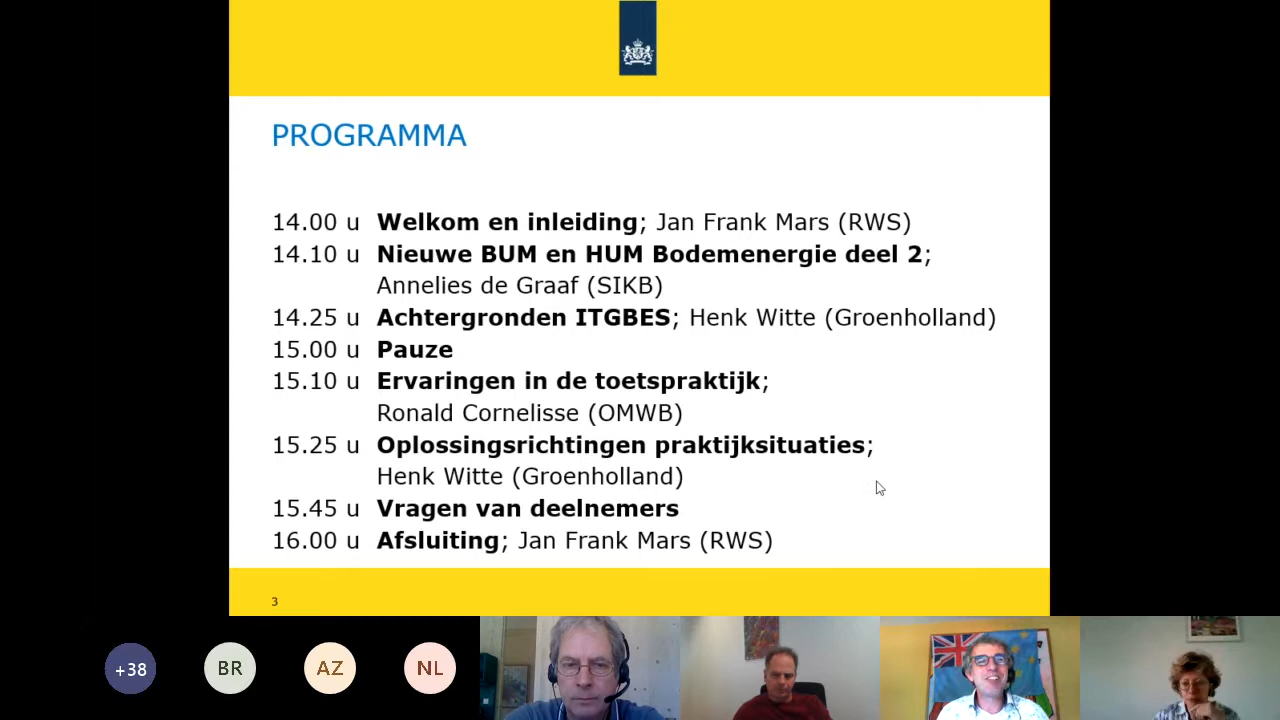 PROGRAMMA
14.00 u Welkom en inleiding; Jan Frank Mars (RWS)
14.10 u Nieuwe BUM en HUM Bodemenergie deel 2;
Annelies de Graaf (SIKB)
14.25 u Achtergronden ITGBES; Henk Witte (Groenholland)
15.00 u Pauze
15.10 u Ervaringen in de toetspraktijk;
Ronald Cornelisse (OMWB)
15.25 u Oplossingsrichtingen praktijksituaties;
Henk Witte (Groenholland)
15.45 u Vragen van deelnemers
16.00 u Afsluiting; Jan Frank Mars (RWS)
3
+38 BR AZ NL